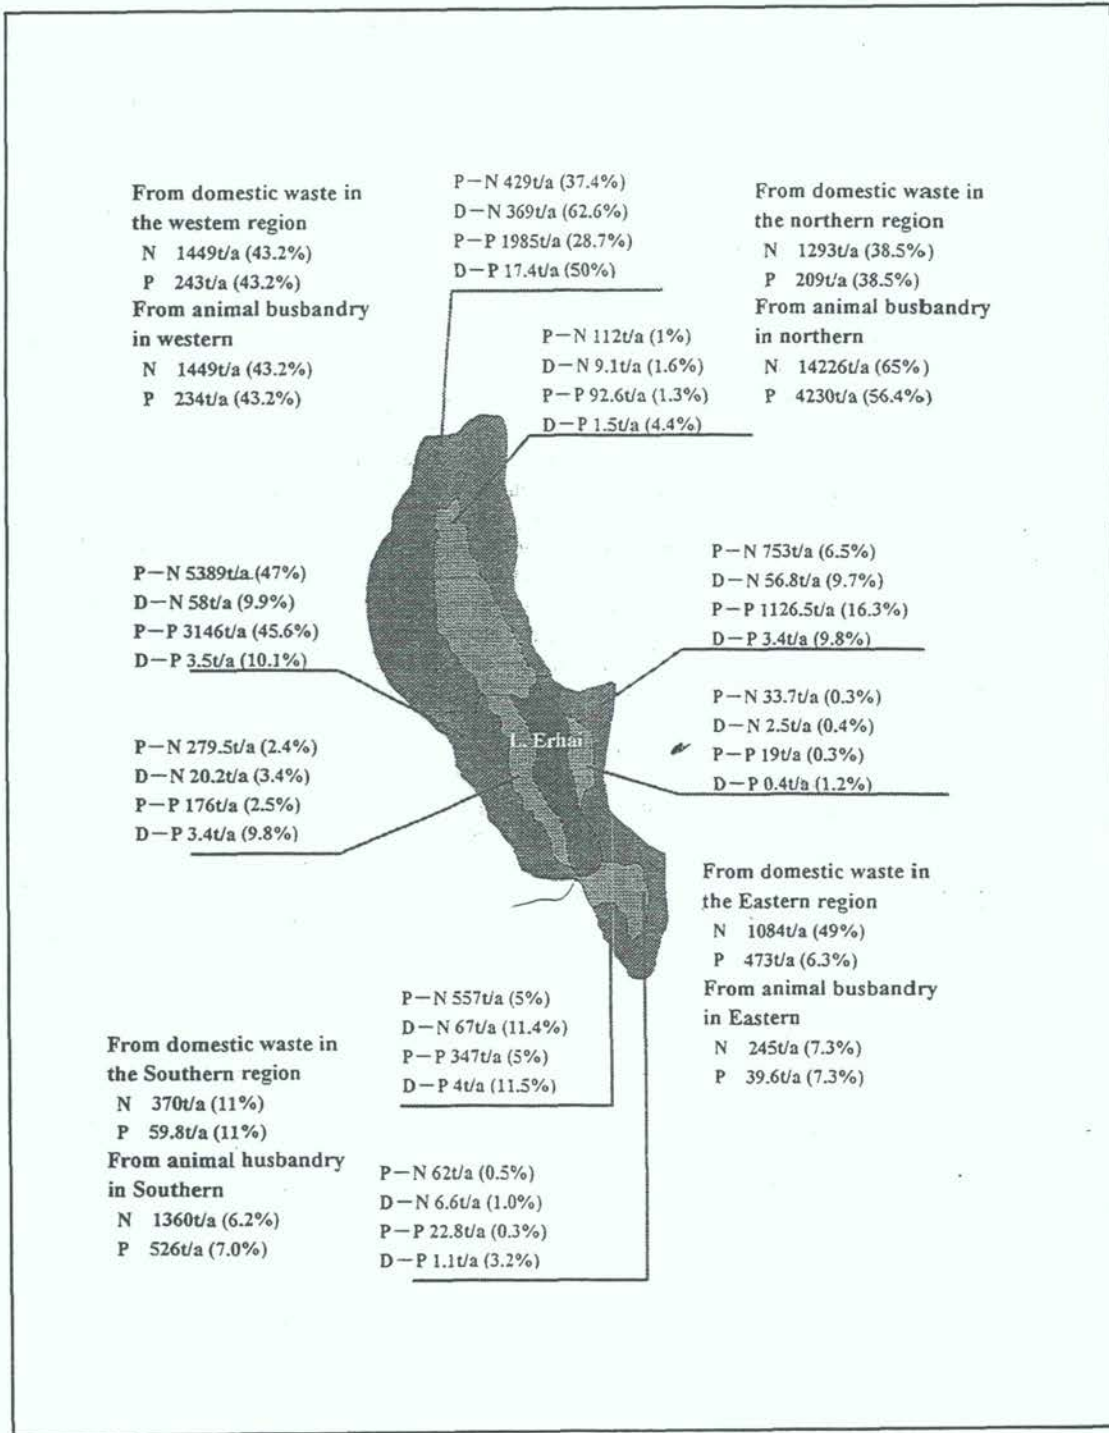 From domestic waste in
the western region
N 1449t/a (43.2%)
P 243t/a (43.2%)
From animal busbandry
in western
N 1449t/a (43.2%)
P 234t/a (43.2%)
P-N 429t/a (37.4%)
D-N 369t/a (62.6%)
P-P 1985t/a (28.7%)
D-P 17.4t/a (50%)
From domestic waste in
the northern region
N 1293t/a (38.5%)
P 209t/a (38.5%)
From animal busbandry
in northern
N 14226t/a (65%)
P 4230t/a (56.4%)
P-N 112t/a (1%)
D-N 9.1t/a (1.6%)
P-P 92.6t/a (1.3%)
D-P 1.5t/a (4.4%)
P-N 5389t/a.(47%)
D-N 58t/a (9.9%)
P-P 3146t/a (45.6%)
D-P 3.5t/a (10.1%)
P-N 753t/a (6.5%)
D-N 56.8t/a (9.7%)
P-P 1126.5t/a (16.3%)
D-P 3.4t/a (9.8%)
P-N 279.5t/a (2.4%)
D-N 20.2t/a (3.4%)
P-P 176t/a (2.5%)
D-P 3.4t/a (9.8%)
L. Erhai
P-N 33.7t/a (0.3%)
D-N 2.5t/a (0.4%)
P-P 19t/a (0.3%)
D-P 0.4t/a (1.2%)
From domestic waste in
the Eastern region
N 1084t/a (49%)
P 473t/a (6.3%)
From animal busbandry
in Eastern
N 245t/a (7.3%)
P 39.6t/a (7.3%)
P-N 557t/a (5%)
D-N 67t/a (11.4%)
P-P 347t/a (5%)
D-P 4t/a (11.5%)
From domestic waste in
the Southern region
N 370t/a (11%)
P 59.8t/a (11%)
From animal husbandry
in Southern
N 1360t/a (6.2%)
P 526t/a (7.0%)
P-N 62t/a (0.5%)
D-N 6.6t/a (1.0%)
P-P 22.8t/a (0.3%)
D-P 1.1t/a (3.2%)